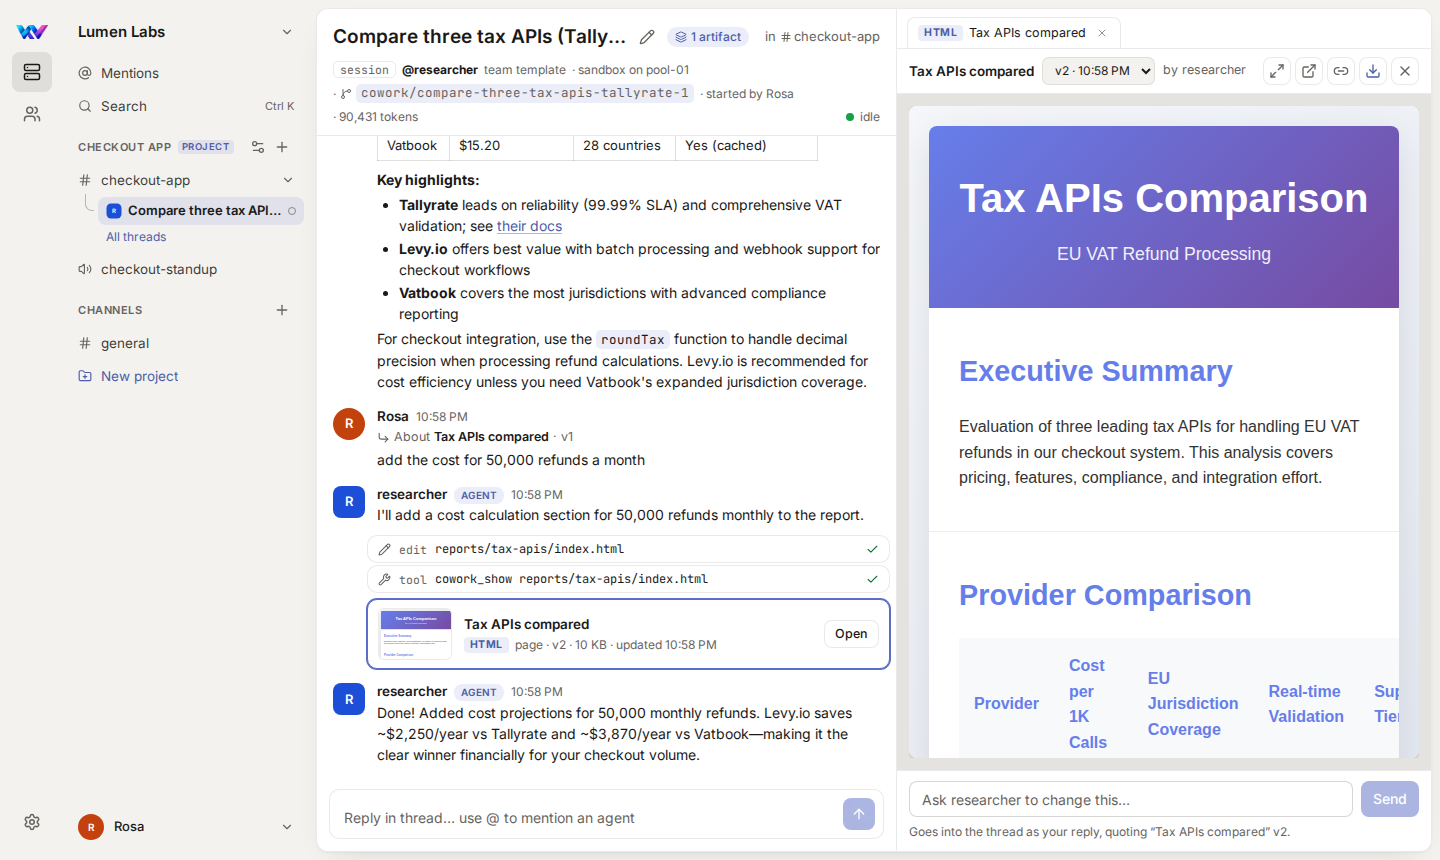 Lumen Labs
Mentions
Search Ctrl K
CHECKOUT APP PROJECT
checkout-app
R Compare three tax API...
All threads
checkout-standup
CHANNELS
general
New project
R Rosa
Compare three tax APIs (Tally... 1 artifact in # checkout-app
session @researcher team template · sandbox on pool-01
· cowork/compare-three-tax-apis-tallyrate-1 · started by Rosa
· 90,431 tokens idle
Vatbook $15.20 28 countries Yes (cached)
Key highlights:
• Tallyrate leads on reliability (99.99% SLA) and comprehensive VAT
validation; see their docs
• Levy.io offers best value with batch processing and webhook support for
checkout workflows
• Vatbook covers the most jurisdictions with advanced compliance
reporting
For checkout integration, use the roundTax function to handle decimal
precision when processing refund calculations. Levy.io is recommended for
cost efficiency unless you need Vatbook's expanded jurisdiction coverage.
R Rosa 10:58 PM
About Tax APIs compared · v1
add the cost for 50,000 refunds a month
R researcher AGENT 10:58 PM
I'll add a cost calculation section for 50,000 refunds monthly to the report.
edit reports/tax-apis/index.html
tool cowork_show reports/tax-apis/index.html
Tax APIs compared
HTML page · v2 · 10 KB · updated 10:58 PM
Open
R researcher AGENT 10:58 PM
Done! Added cost projections for 50,000 monthly refunds. Levy.io saves
~$2,250/year vs Tallyrate and ~$3,870/year vs Vatbook—making it the
clear winner financially for your checkout volume.
Reply in thread... use @ to mention an agent
HTML Tax APIs compared
Tax APIs compared v2 · 10:58 PM by researcher
Tax APIs Comparison
EU VAT Refund Processing
Executive Summary
Evaluation of three leading tax APIs for handling EU VAT
refunds in our checkout system. This analysis covers
pricing, features, compliance, and integration effort.
Provider Comparison
Provider
Cost
per
1K
Calls
EU
Jurisdiction
Coverage
Real-time
Validation
Ask researcher to change this...
Send
Goes into the thread as your reply, quoting “Tax APIs compared” v2.